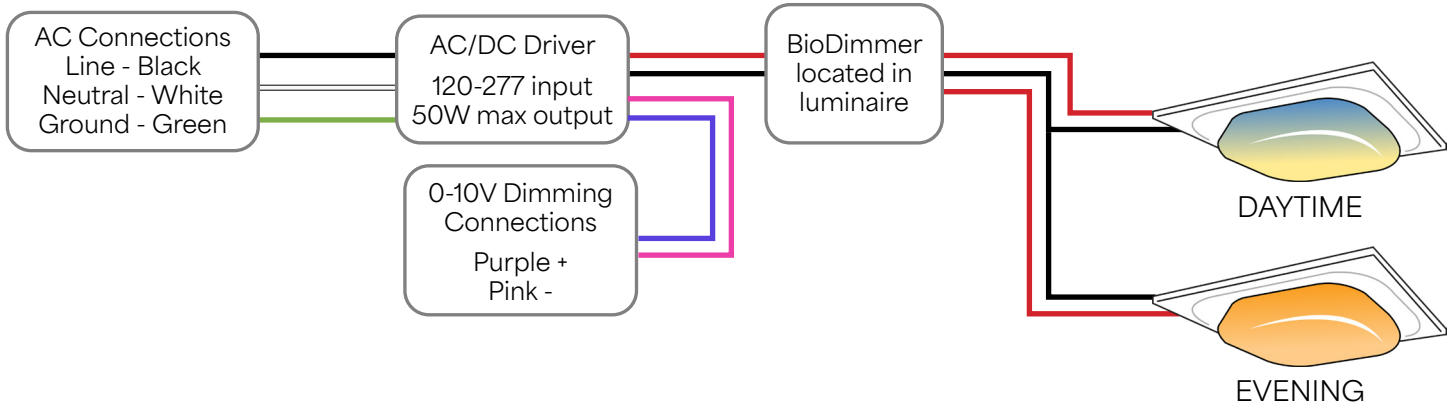 AC Connections
Line - Black
Neutral - White
Ground - Green
AC/DC Driver
120-277 input
50W max output
BioDimmer
located in
luminaire
0-10V Dimming
Connections
Purple +
Pink -
DAYTIME
EVENING